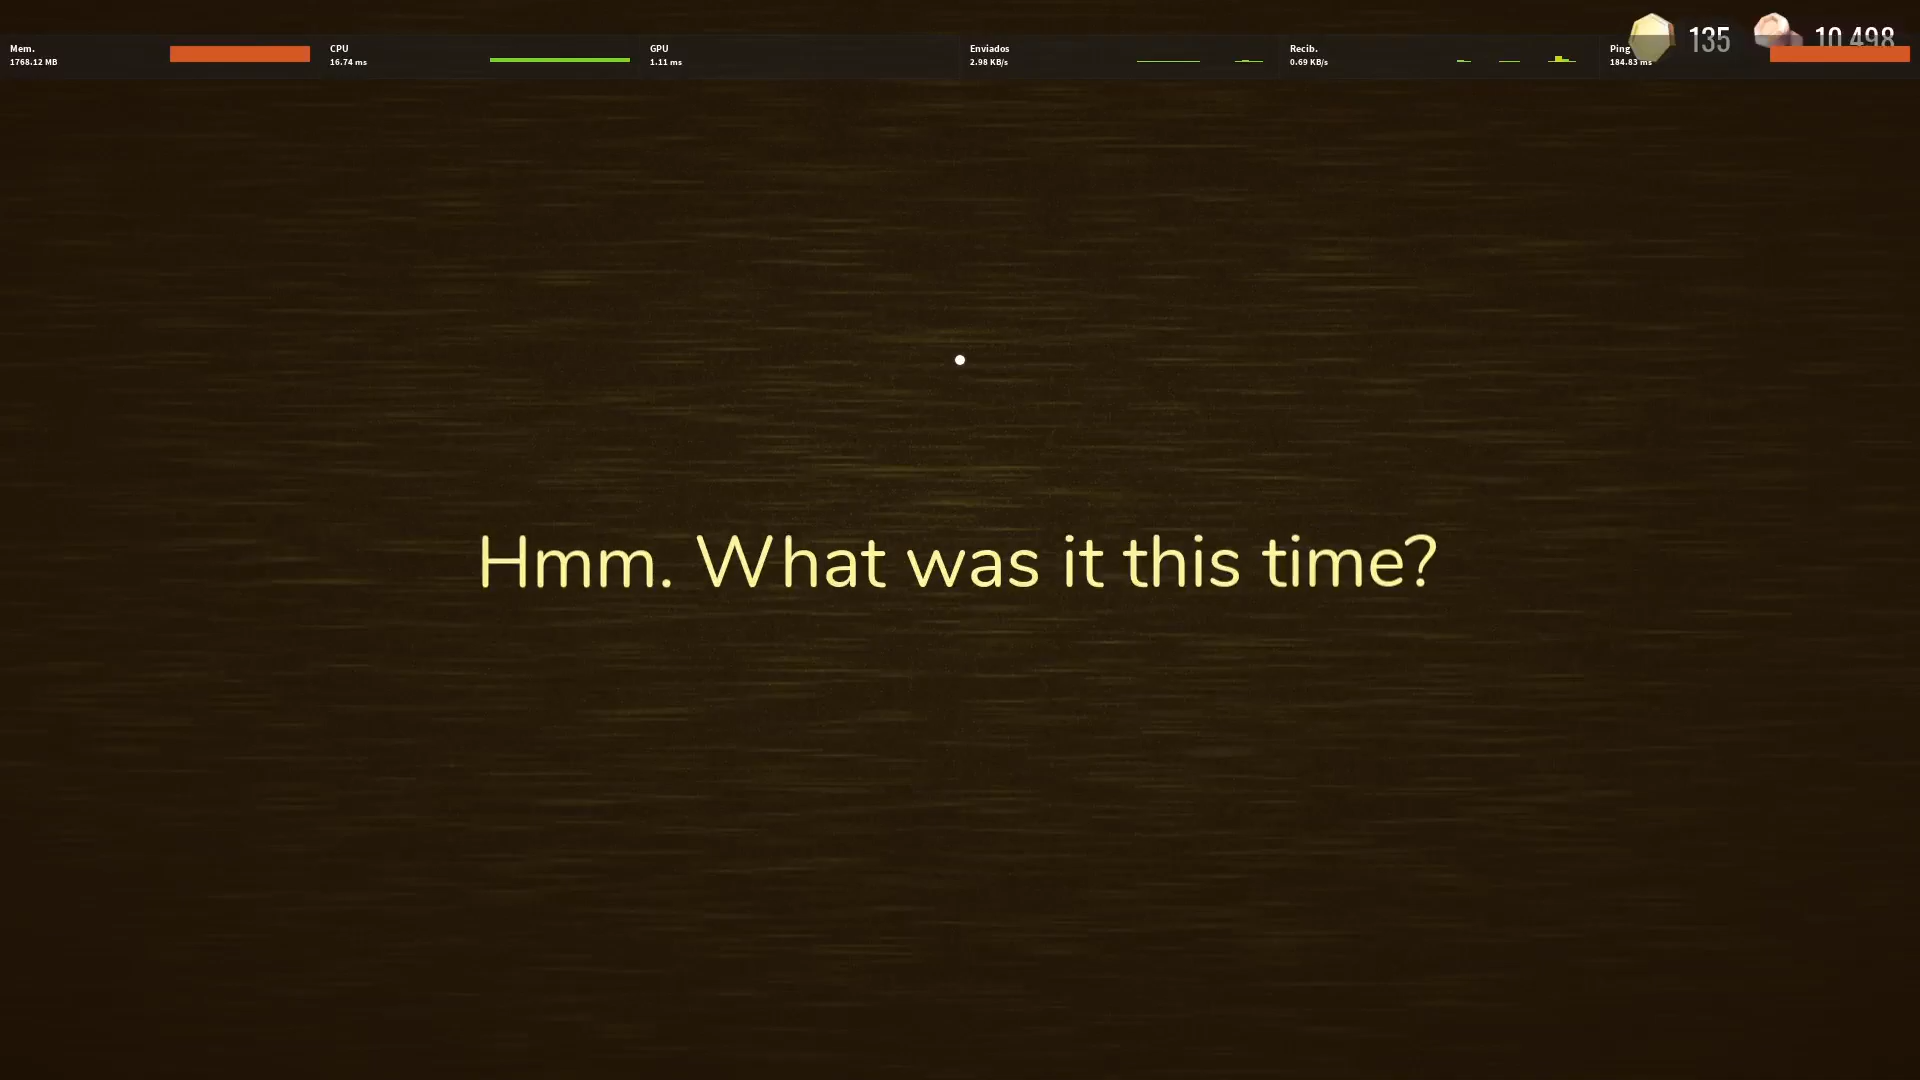 135
10,498
Mem.
1768.12 MB
CPU
16.74 ms
GPU
1.11 ms
Enviados
2.98 KB/s
Recib.
0.69 KB/s
Ping
184.83 ms
Hmm. What was it this time?